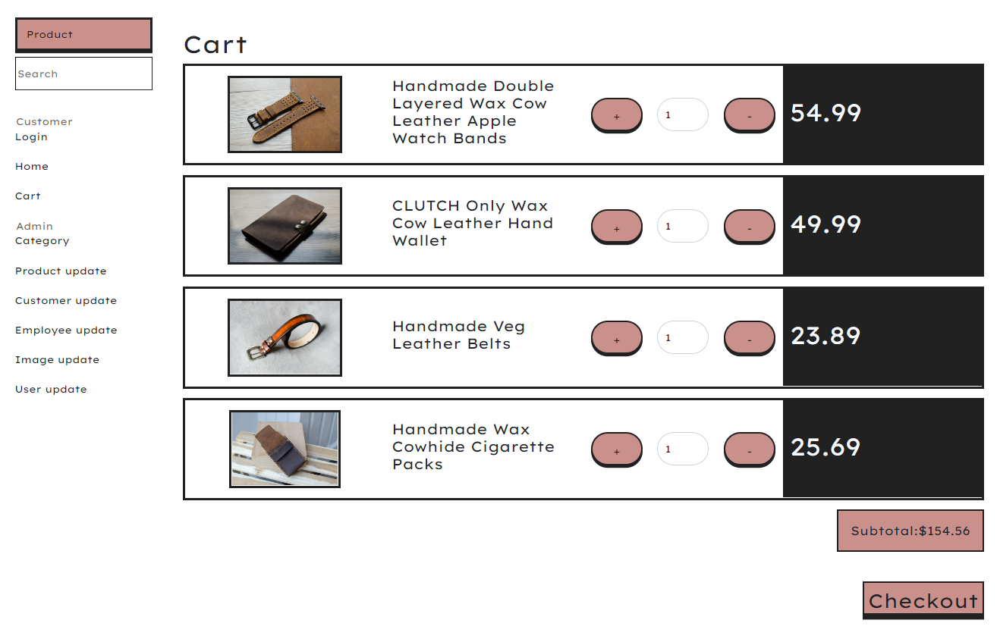 Product
Search
Customer
Login
Home
Cart
Admin
Category
Product update
Customer update
Employee update
Image update
User update
Cart
Handmade Double
Layered Wax Cow
Leather Apple
Watch Bands
+
1
-
54.99
CLUTCH Only Wax
Cow Leather Hand
Wallet
+
1
-
49.99
Handmade Veg
Leather Belts
+
1
-
23.89
Handmade Wax
Cowhide Cigarette
Packs
+
1
-
25.69
Subtotal:$154.56
Checkout